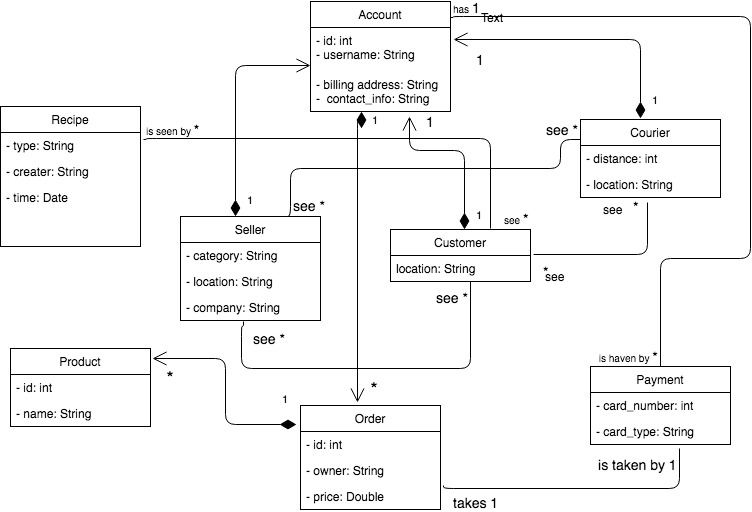 Account
- id: int
- username: String
- billing address: String
- contact_info: String
has 1
Text
1
1
1
1
Recipe
- type: String
- creater: String
- time: Date
is seen by *
see *
Courier
- distance: int
- location: String
see *
1
see *
Seller
- category: String
- location: String
- company: String
1
see *
Customer
location: String
see *
*
see
see *
Product
- id: int
- name: String
*
1
*
Order
- id: int
- owner: String
- price: Double
is haven by *
Payment
- card_number: int
- card_type: String
is taken by 1
takes 1